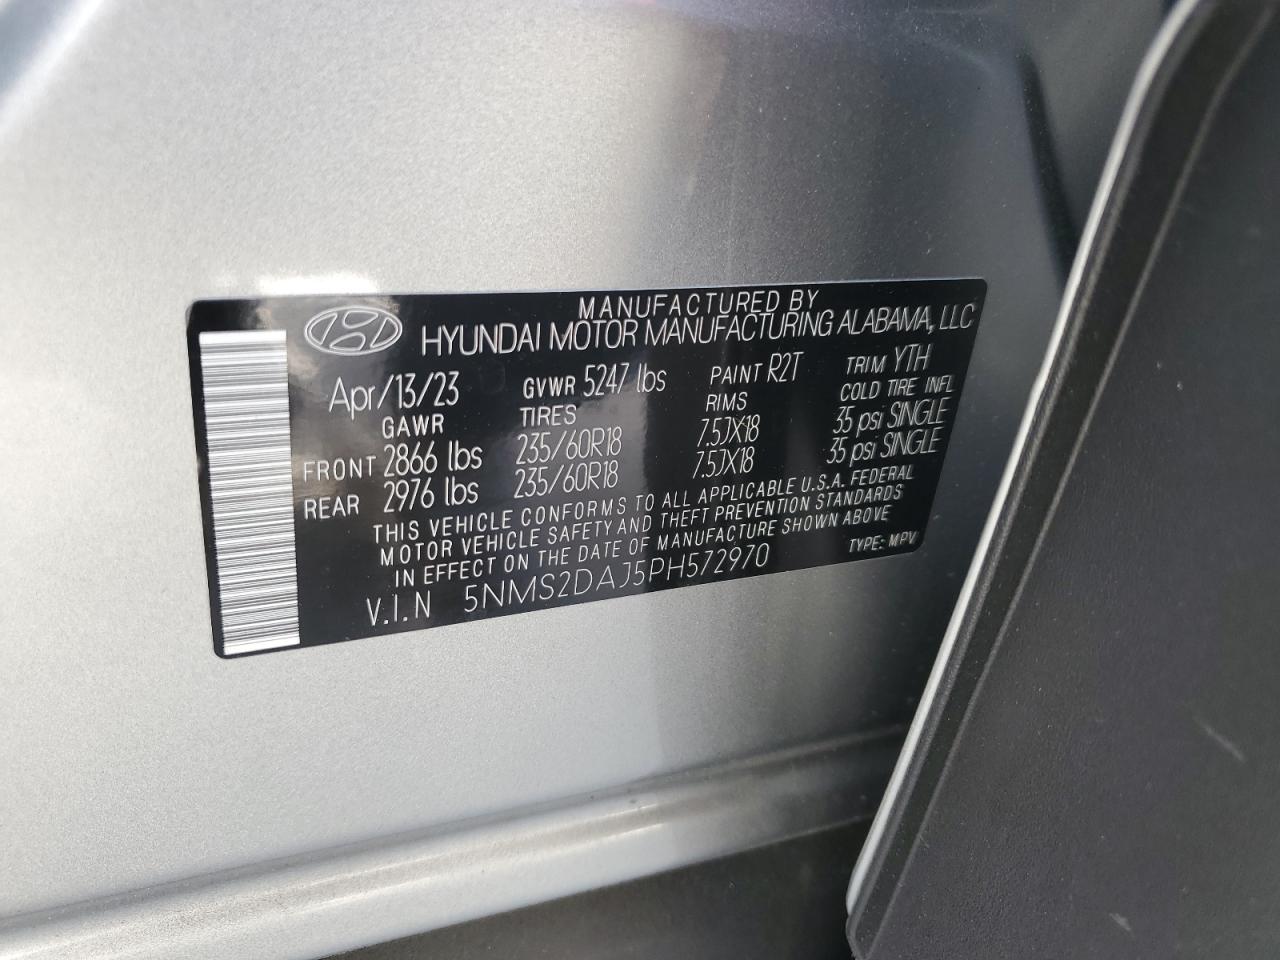 MANUFACTURED BY
HYUNDAI MOTOR MANUFACTURING ALABAMA, LLC
Apr/13/23 GVWR 5247 lbs PAINT R2T TRIM YTH
GAWR TIRES RIMS COLD TIRE INFL
FRONT 2866 lbs 235/60R18 7.5JX18 35 psi SINGLE
REAR 2976 lbs 235/60R18 7.5JX18 35 psi SINGLE
THIS VEHICLE CONFORMS TO ALL APPLICABLE U.S.A. FEDERAL
MOTOR VEHICLE SAFETY AND THEFT PREVENTION STANDARDS
IN EFFECT ON THE DATE OF MANUFACTURE SHOWN ABOVE
V.I.N 5NMS2DAJ5PH572970 TYPE: MPV